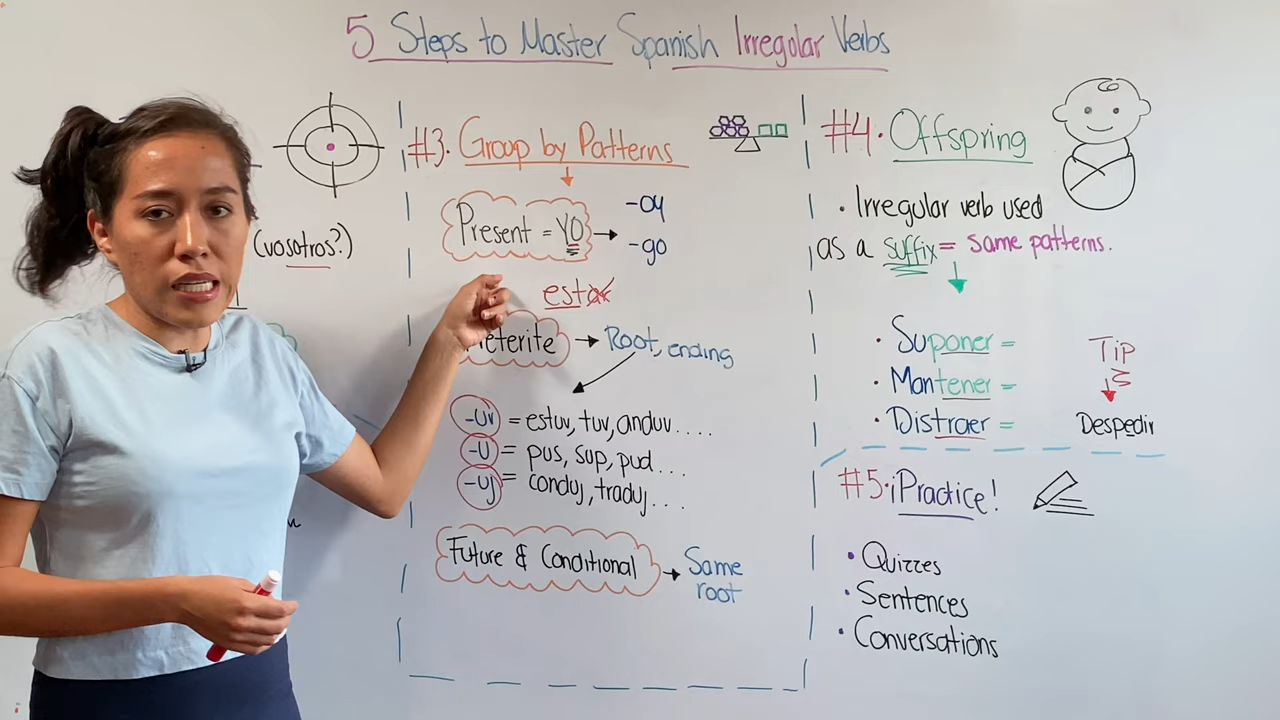 5 Steps to Master Spanish Irregular Verbs
(vosotros?)
#3. Group by Patterns
Present = YO
-oy
-go
estar
Root, ending
-uv = estuv, tuv, anduv....
-u = pus, sup, pud...
-uj = conduj, traduj...
Future & Conditional
Same
root
#4. Offspring
• Irregular verb used
as a suffix = same patterns.
• Suponer =
• Mantener =
• Distraer =
Tip
Despedir
#5. ¡Practice!
• Quizzes
• Sentences
• Conversations